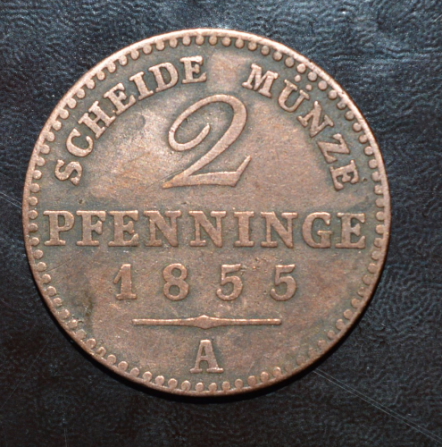 SCHEIDE MÜNZE
2
PFENNINGE
1855
A